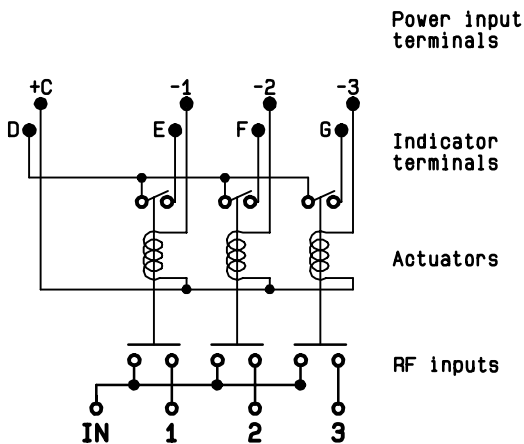 Power input
terminals
+C -1 -2 -3
D E F G
Indicator
terminals
Actuators
RF inputs
IN 1 2 3